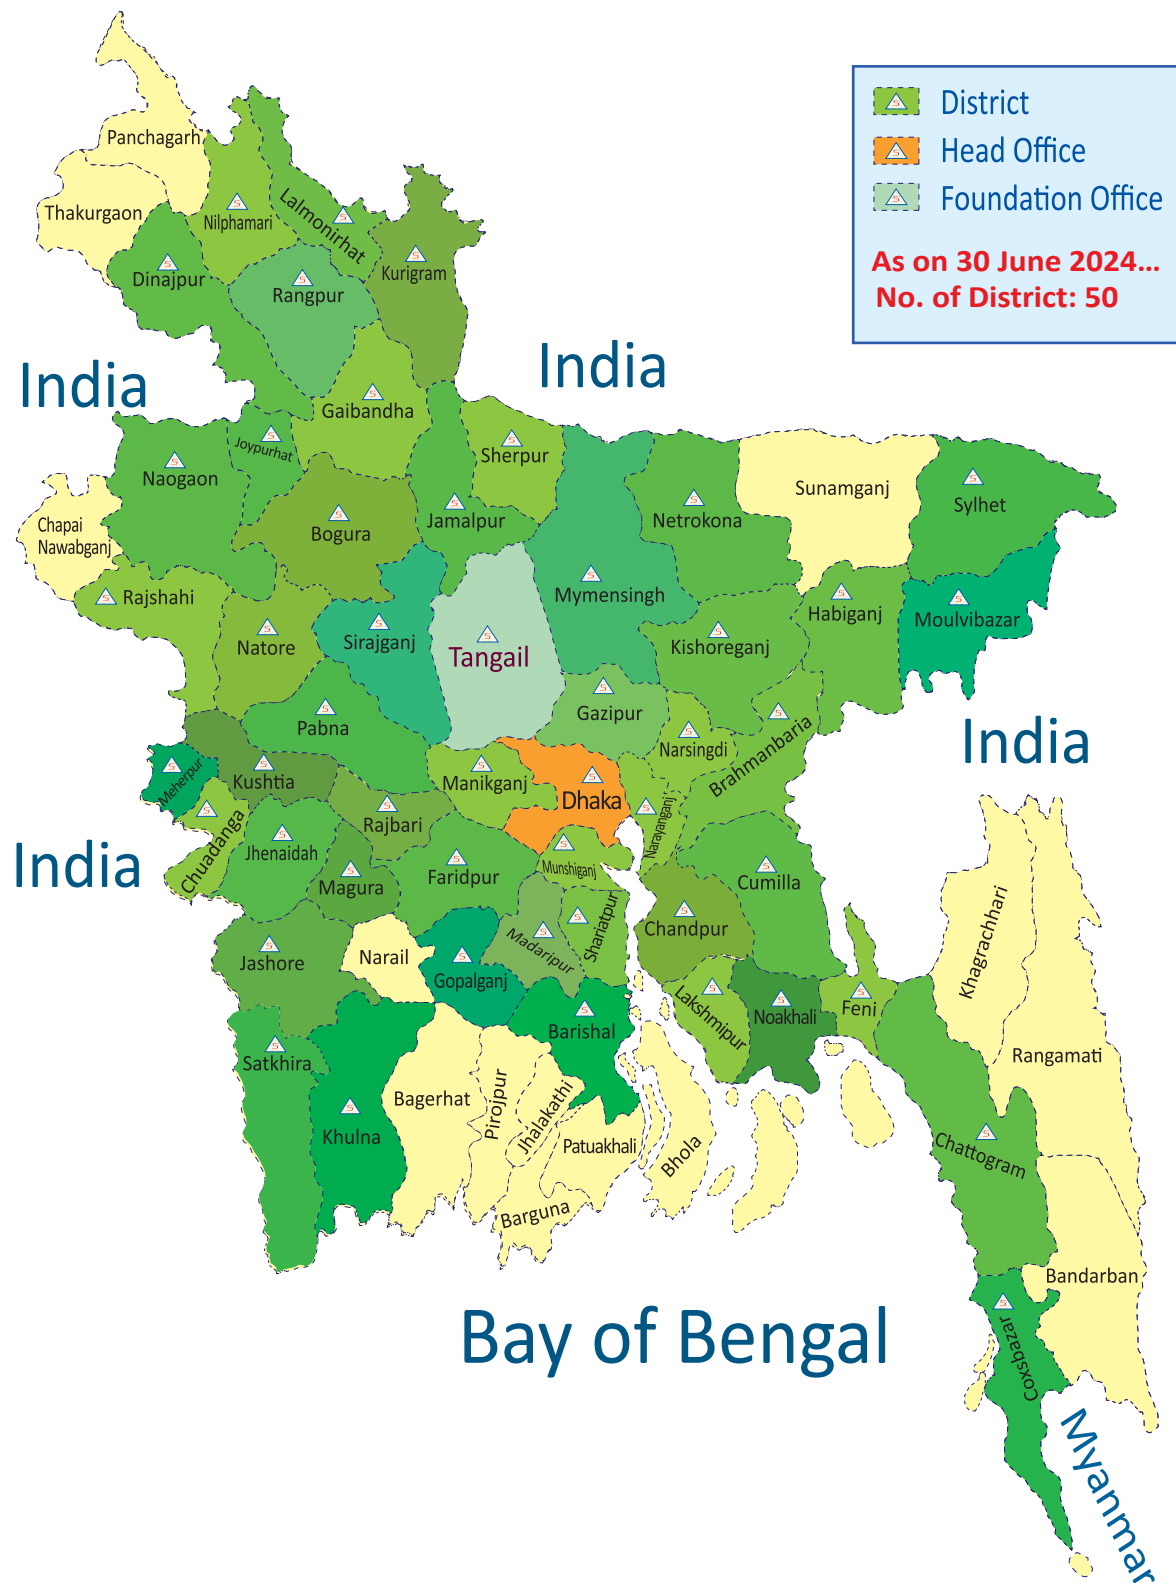 District
Head Office
Foundation Office
As on 30 June 2024...
No. of District: 50
Panchagarh
Thakurgaon
Nilphamari
Lalmonirhat
Dinajpur
Rangpur
Kurigram
India
India
Gaibandha
Joypurhat
Sherpur
Naogaon
Sunamganj
Sylhet
Chapai
Nawabganj
Bogura
Jamalpur
Netrokona
Rajshahi
Mymensingh
Habiganj
Moulvibazar
Natore
Sirajganj
Tangail
Kishoreganj
Pabna
Gazipur
Narsingdi
Brahmanbaria
India
Meherpur
Kushtia
Manikganj
Dhaka
Rajbari
Narayanganj
India
Chuadanga
Jhenaidah
Magura
Faridpur
Munshiganj
Cumilla
Jashore
Narail
Gopalganj
Madaripur
Shariatpur
Chandpur
Khagrachhari
Lakshmipur
Noakhali
Feni
Barishal
Satkhira
Rangamati
Khulna
Bagerhat
Pirojpur
Jhalakathi
Patuakhali
Bhola
Chattogram
Barguna
Bandarban
Bay of Bengal
Coxsbazar
Myanmar